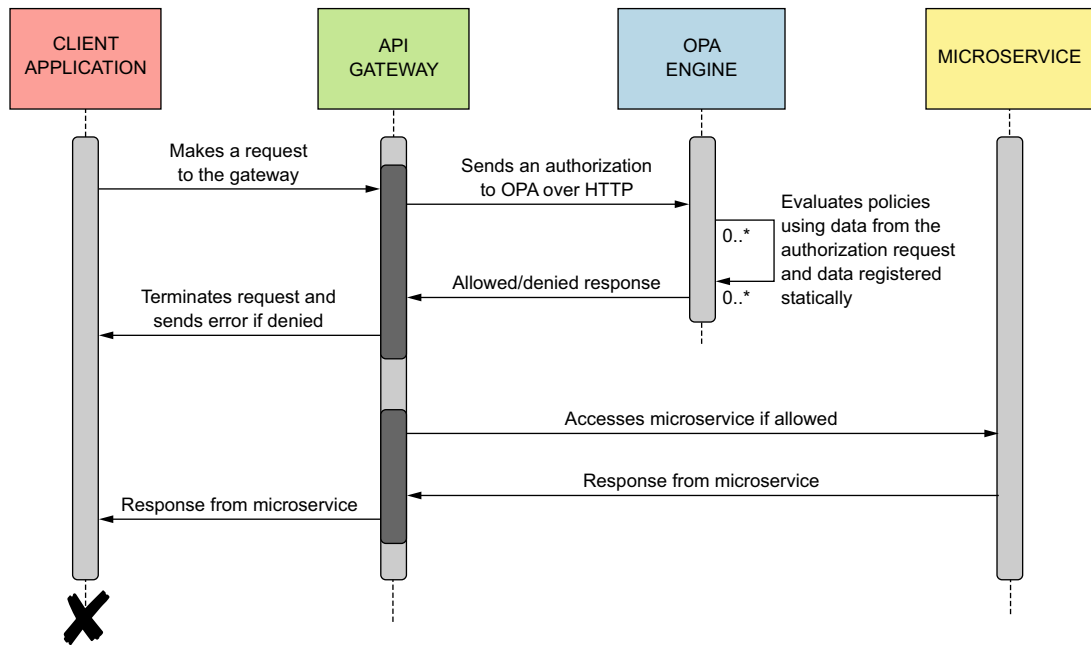 CLIENT
APPLICATION
API
GATEWAY
OPA
ENGINE
MICROSERVICE
Makes a request
to the gateway
Sends an authorization
to OPA over HTTP
Evaluates policies
using data from the
authorization request
and data registered
statically
0..*
0..*
Allowed/denied response
Terminates request and
sends error if denied
Accesses microservice if allowed
Response from microservice
Response from microservice